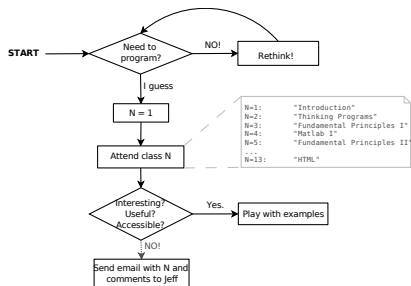 START
Need to
program?
NO!
Rethink!
I guess
N = 1
Attend class N
N=1: "Introduction"
N=2: "Thinking Programs"
N=3: "Fundamental Principles I"
N=4: "Matlab I"
N=5: "Fundamental Principles II"
...
N=13: "HTML"
Interesting?
Useful?
Accessible?
Yes.
Play with examples
NO!
Send email with N and
comments to Jeff